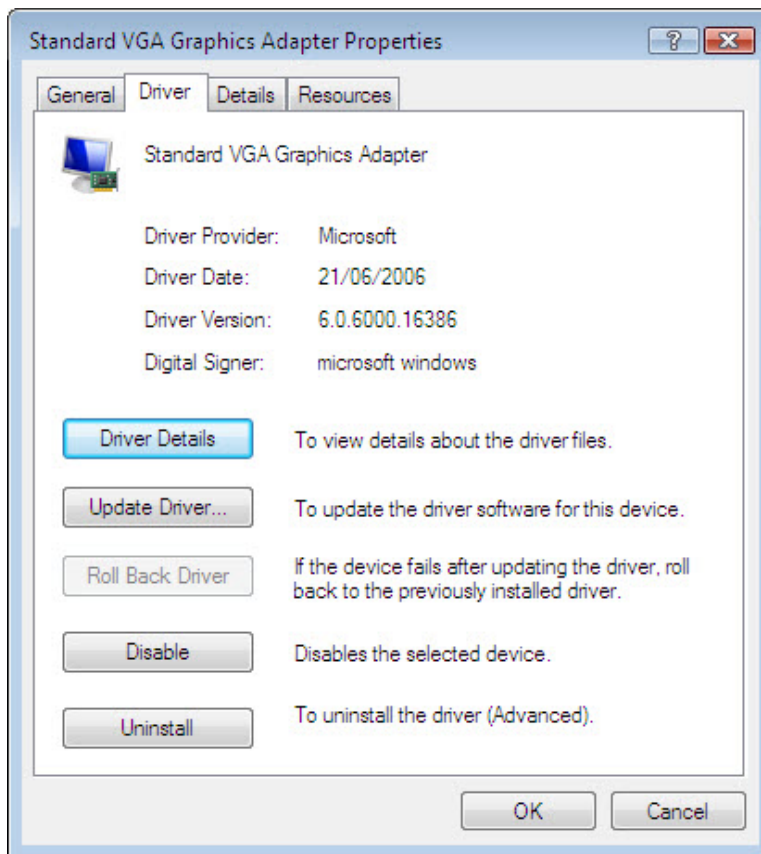 Standard VGA Graphics Adapter Properties
General Driver Details Resources
Standard VGA Graphics Adapter
Driver Provider: Microsoft
Driver Date: 21/06/2006
Driver Version: 6.0.6000.16386
Digital Signer: microsoft windows
Driver Details To view details about the driver files.
Update Driver... To update the driver software for this device.
Roll Back Driver If the device fails after updating the driver, roll
back to the previously installed driver.
Disable Disables the selected device.
Uninstall To uninstall the driver (Advanced).
OK Cancel